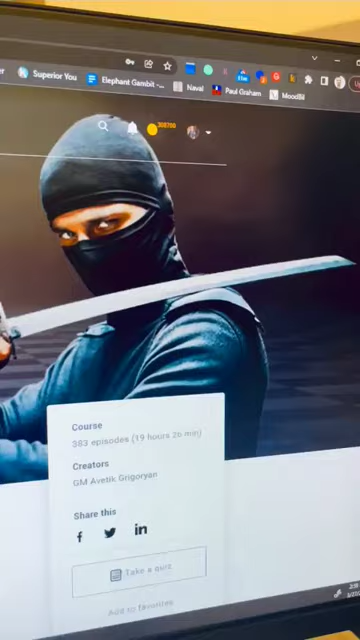 Superior You
Elephant Gambit -...
Naval
Paul Graham
Course
383 episodes (19 hours 26 min)
Creators
GM Avetik Grigoryan
Share this
Take a quiz
Add to favorites